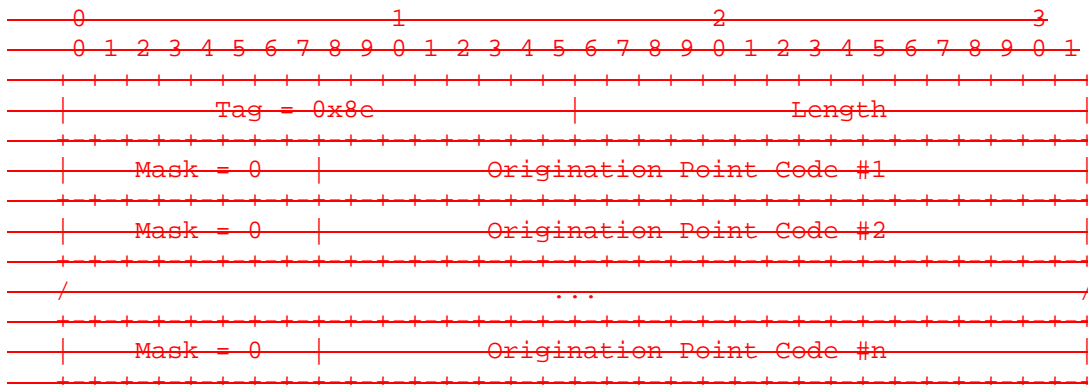 0                   1                   2                   3
 0 1 2 3 4 5 6 7 8 9 0 1 2 3 4 5 6 7 8 9 0 1 2 3 4 5 6 7 8 9 0 1
+-+-+-+-+-+-+-+-+-+-+-+-+-+-+-+-+-+-+-+-+-+-+-+-+-+-+-+-+-+-+-+-+
|         Tag = 0x8e            |             Length            |
+-+-+-+-+-+-+-+-+-+-+-+-+-+-+-+-+-+-+-+-+-+-+-+-+-+-+-+-+-+-+-+-+
|    Mask = 0   |          Origination Point Code #1            |
+-+-+-+-+-+-+-+-+-+-+-+-+-+-+-+-+-+-+-+-+-+-+-+-+-+-+-+-+-+-+-+-+
|    Mask = 0   |          Origination Point Code #2            |
+-+-+-+-+-+-+-+-+-+-+-+-+-+-+-+-+-+-+-+-+-+-+-+-+-+-+-+-+-+-+-+-+
/                              ...                              /
+-+-+-+-+-+-+-+-+-+-+-+-+-+-+-+-+-+-+-+-+-+-+-+-+-+-+-+-+-+-+-+-+
|    Mask = 0   |          Origination Point Code #n            |
+-+-+-+-+-+-+-+-+-+-+-+-+-+-+-+-+-+-+-+-+-+-+-+-+-+-+-+-+-+-+-+-+